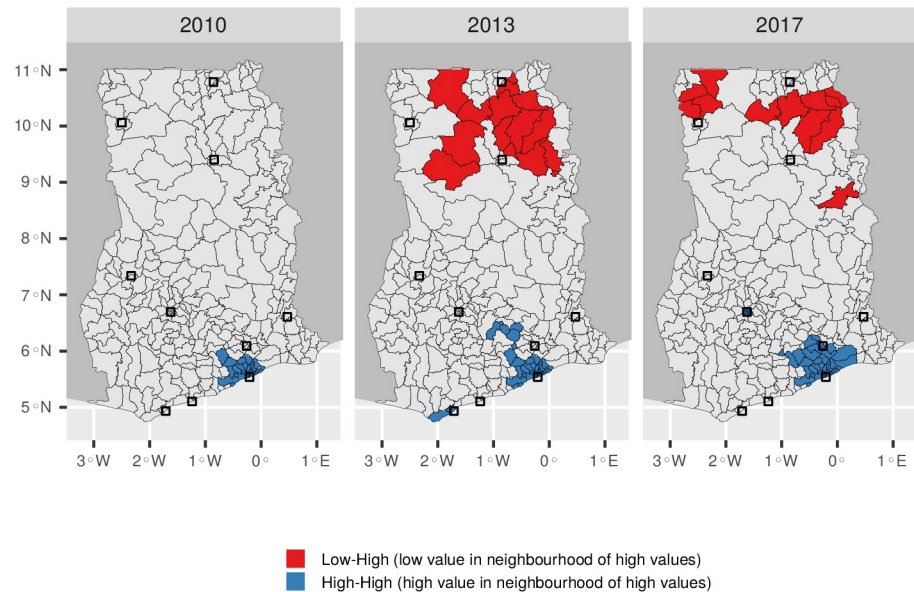 2010 2013 2017
11°N
10°N
9°N
8°N
7°N
6°N
5°N
3°W 2°W 1°W 0° 1°E 3°W 2°W 1°W 0° 1°E 3°W 2°W 1°W 0° 1°E
Low-High (low value in neighbourhood of high values)
High-High (high value in neighbourhood of high values)